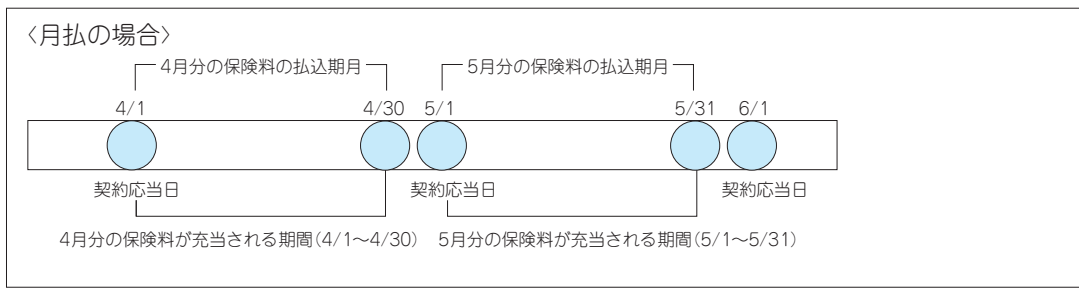 〈月払の場合〉
4月分の保険料の払込期月 5月分の保険料の払込期月
4/1 4/30 5/1 5/31 6/1
契約応当日 契約応当日 契約応当日
4月分の保険料が充当される期間(4/1～4/30) 5月分の保険料が充当される期間(5/1～5/31)